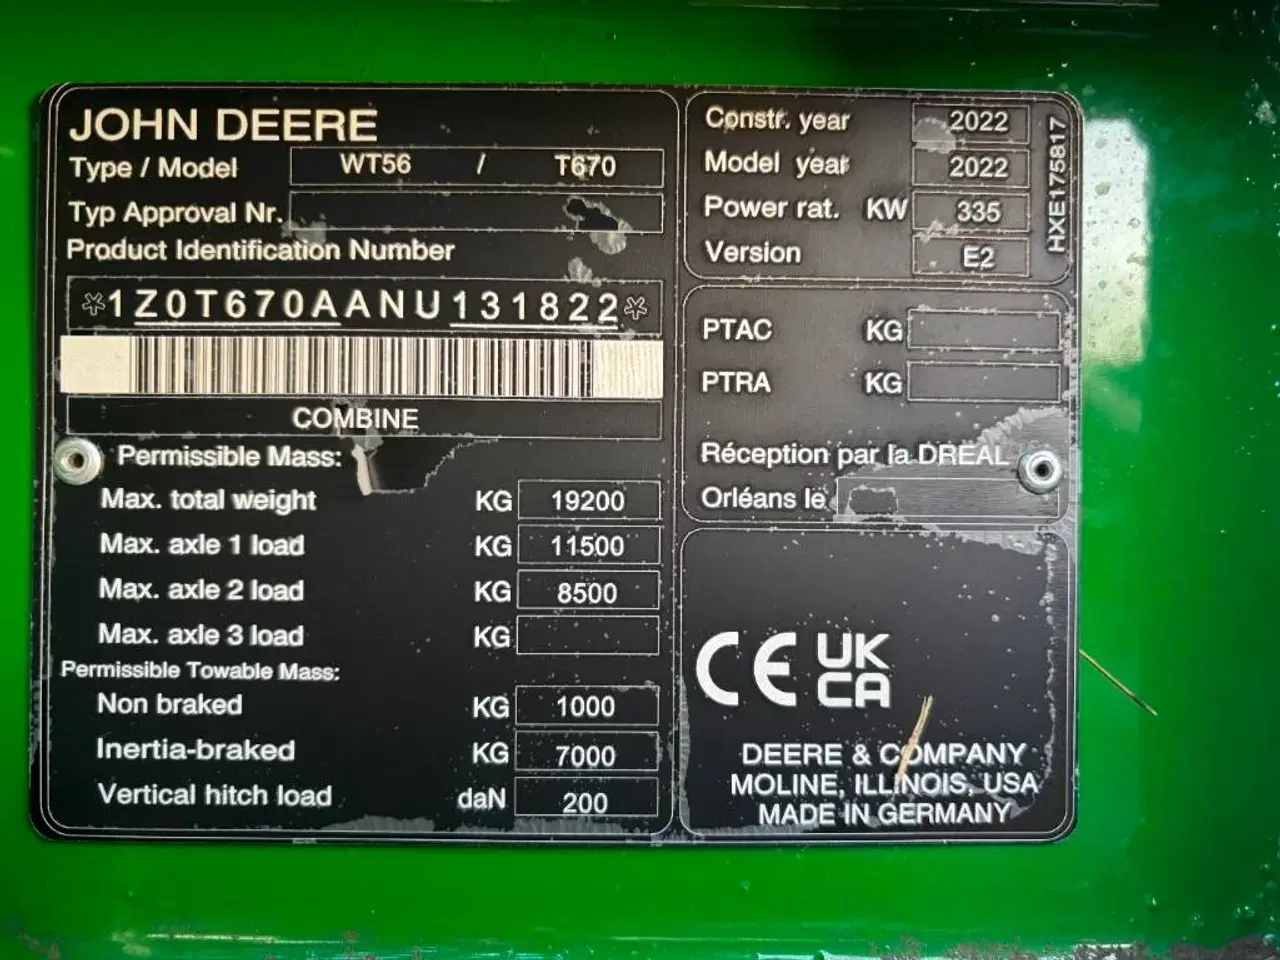 JOHN DEERE
Type / Model WT56 / T670
Typ Approval Nr.
Product Identification Number
*1Z0T670AANU131822*
COMBINE
Permissible Mass:
Max. total weight KG 19200
Max. axle 1 load KG 11500
Max. axle 2 load KG 8500
Max. axle 3 load KG
Permissible Towable Mass:
Non braked KG 1000
Inertia-braked KG 7000
Vertical hitch load daN 200
Constr. year 2022
Model year 2022
Power rat. KW 335
Version E2
HXE175817
PTAC KG
PTRA KG
Réception par la DREAL
Orléans le
CE UK
CA
DEERE & COMPANY
MOLINE, ILLINOIS, USA
MADE IN GERMANY